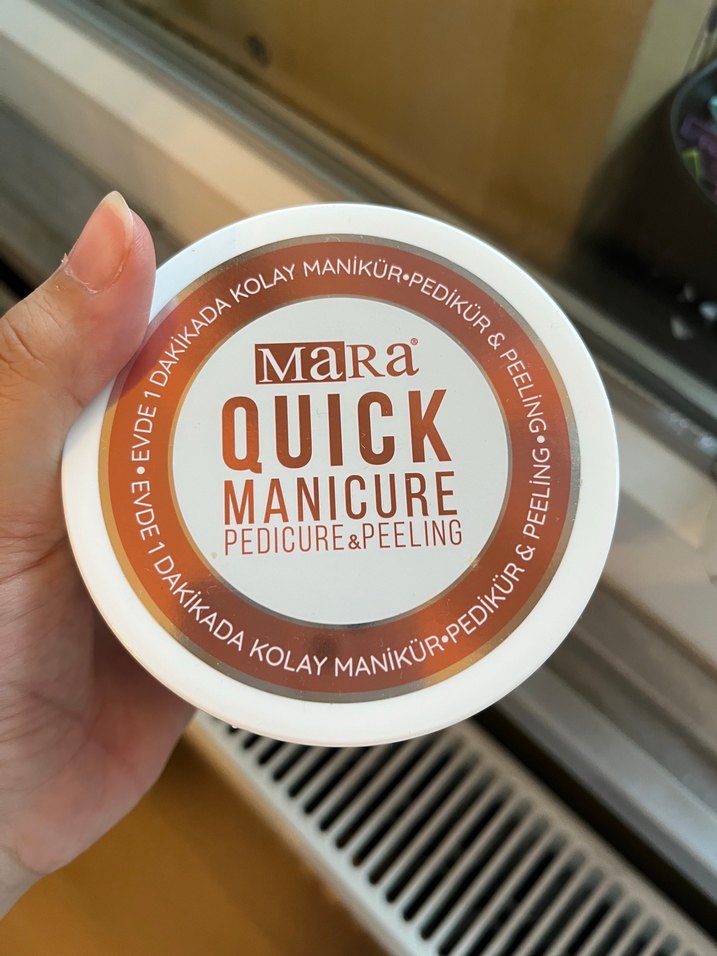 MaRa®
QUICK
MANICURE
PEDICURE&PEELING
EVDE 1 DAKİKADA KOLAY MANİKÜR•PEDİKÜR & PEELİNG•
EVDE 1 DAKİKADA KOLAY MANİKÜR•PEDİKÜR & PEELİNG•